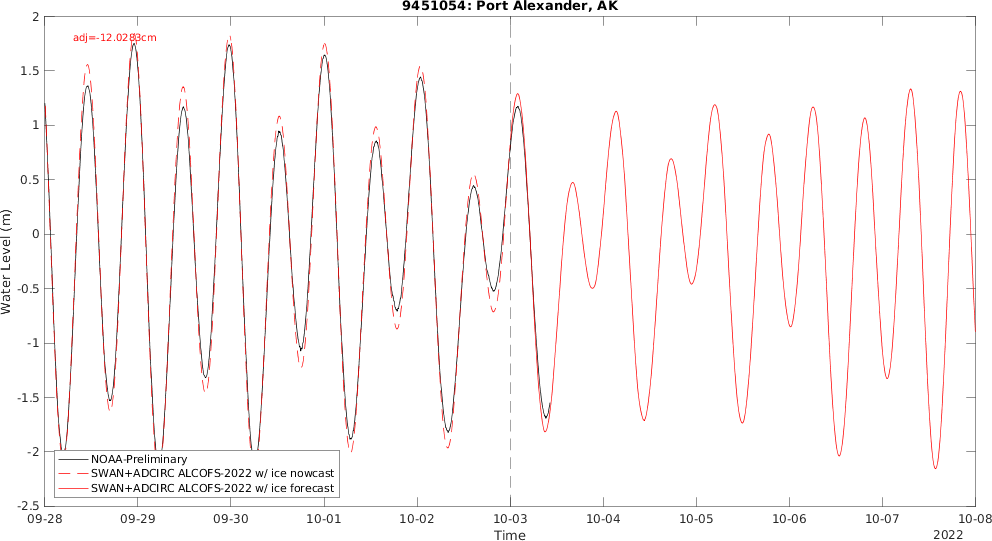 9451054: Port Alexander, AK
adj=-12.0283cm
2
1.5
1
0.5
0
-0.5
-1
-1.5
-2
-2.5
Water Level (m)
NOAA-Preliminary
SWAN+ADCIRC ALCOFS-2022 w/ ice nowcast
SWAN+ADCIRC ALCOFS-2022 w/ ice forecast
09-28 09-29 09-30 10-01 10-02 10-03 10-04 10-05 10-06 10-07 10-08
Time
2022